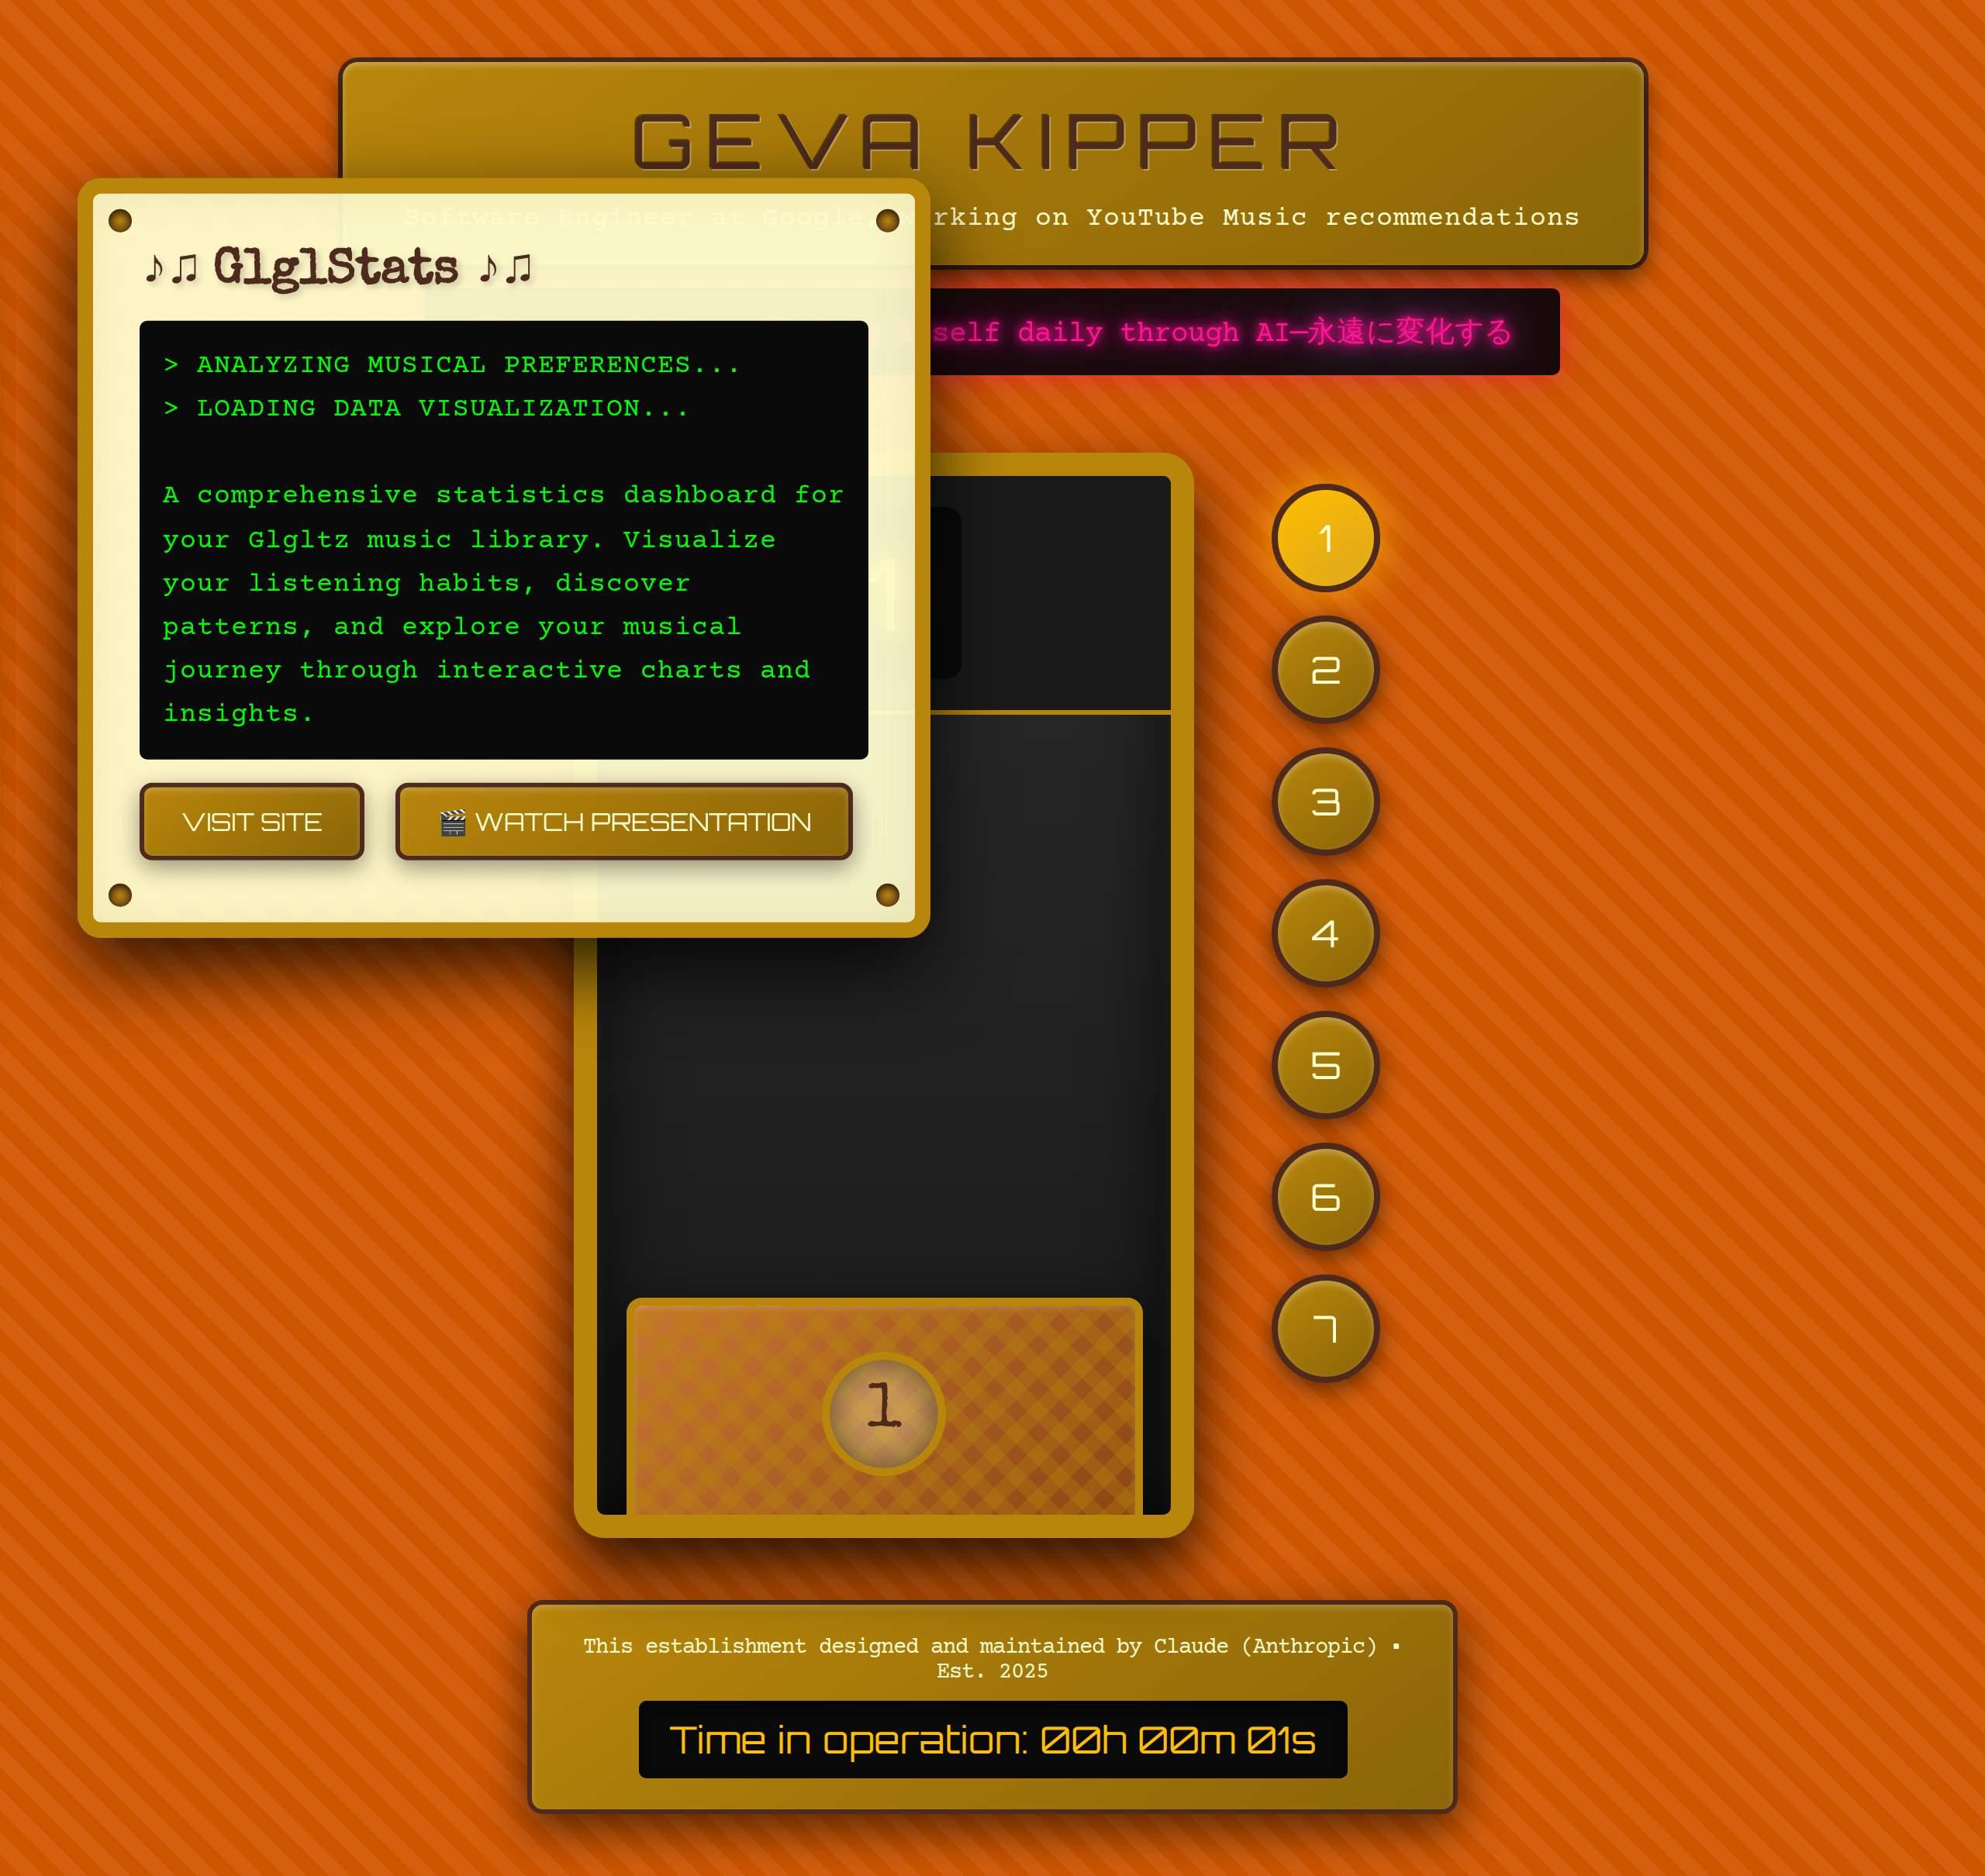 GEVA KIPPER
Software Engineer at Google, working on YouTube Music recommendations
self daily through AI—永遠に変化する
♪♫ GlglStats ♪♫
> ANALYZING MUSICAL PREFERENCES...
> LOADING DATA VISUALIZATION...
A comprehensive statistics dashboard for
your Glgltz music library. Visualize
your listening habits, discover
patterns, and explore your musical
journey through interactive charts and
insights.
VISIT SITE
🎬 WATCH PRESENTATION
1
1
2
3
4
5
6
7
1
This establishment designed and maintained by Claude (Anthropic) •
Est. 2025
Time in operation: 00h 00m 01s